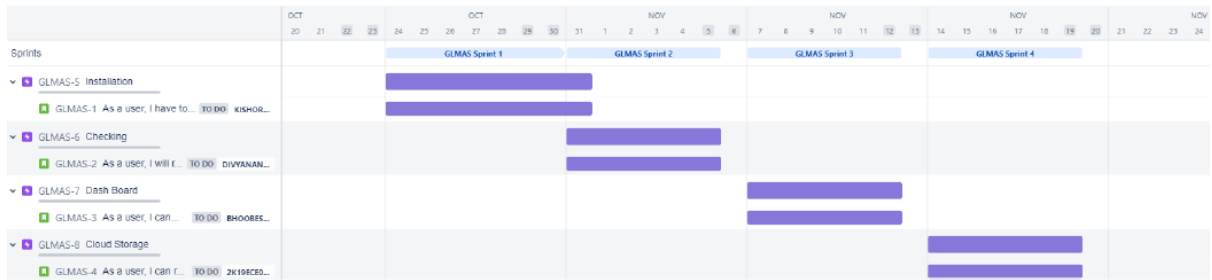 OCT OCT NOV NOV NOV NOV
20 21 22 23 24 25 26 27 28 29 30 31 1 2 3 4 5 6 7 8 9 10 11 12 13 14 15 16 17 18 19 20 21 22 23 24
Sprints GLMAS Sprint 1 GLMAS Sprint 2 GLMAS Sprint 3 GLMAS Sprint 4
GLMAS-5 Installation
GLMAS-1 As a user, I have to... TO DO KISHOR...
GLMAS-6 Checking
GLMAS-2 As a user, I will r... TO DO DIVYANAN...
GLMAS-7 Dash Board
GLMAS-3 As a user, I can... TO DO BHOOBES...
GLMAS-8 Cloud Storage
GLMAS-4 As a user, I can r... TO DO 2K19ECE0...